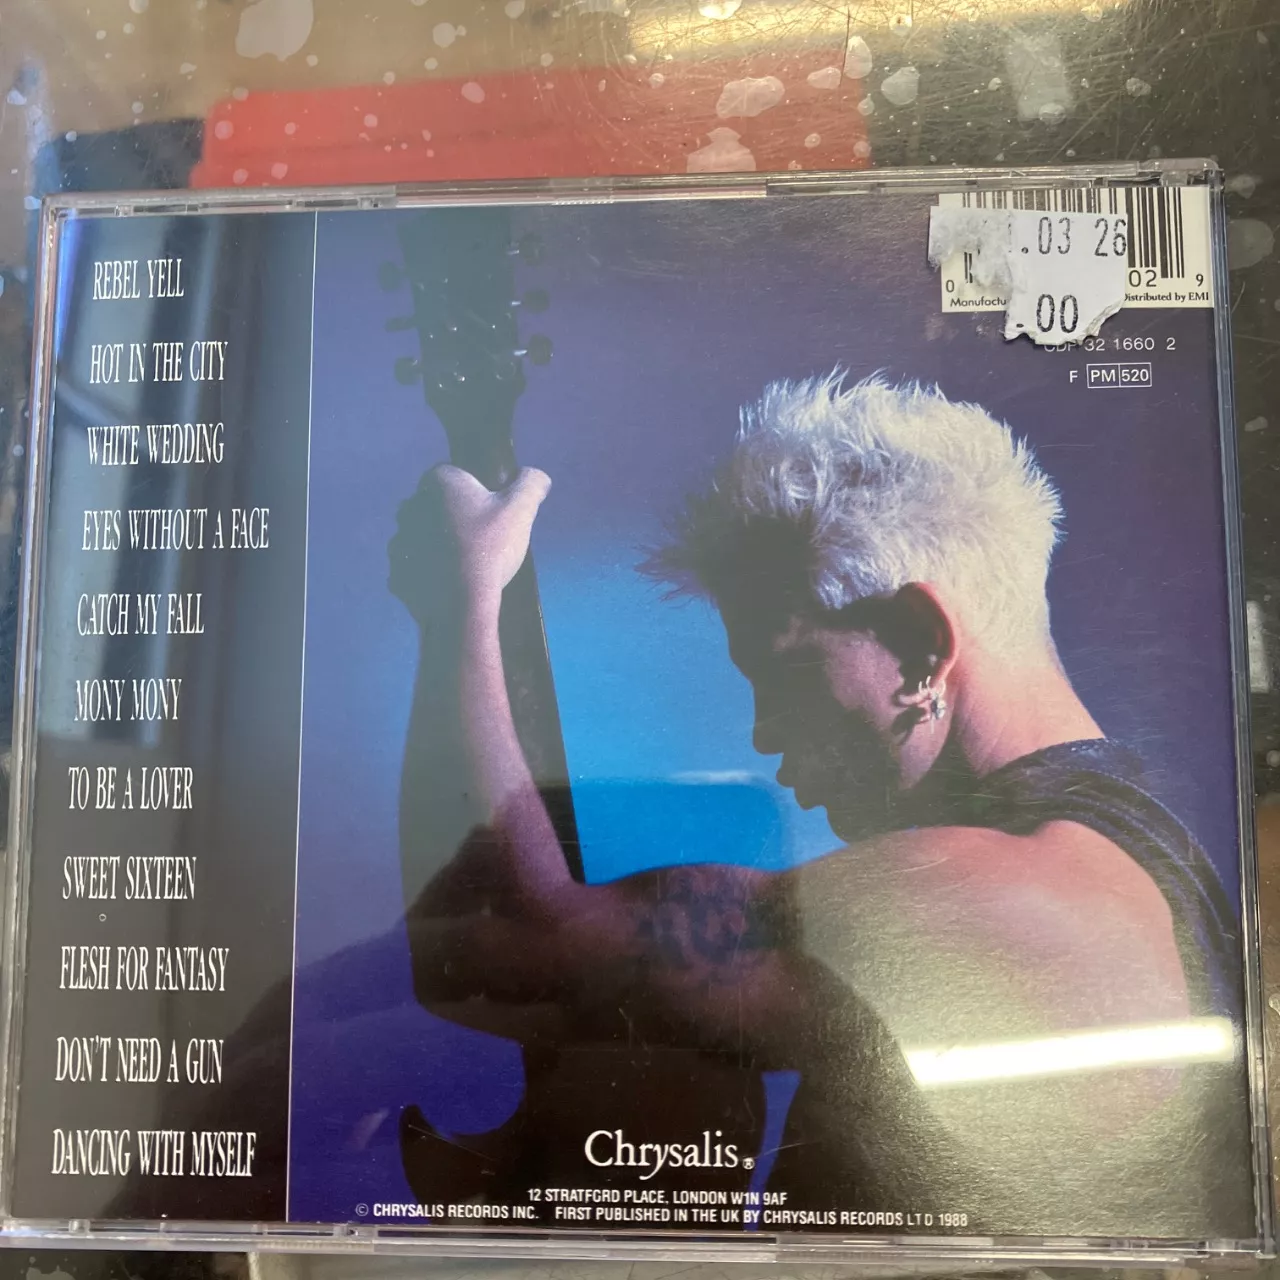 REBEL YELL
HOT IN THE CITY
WHITE WEDDING
EYES WITHOUT A FACE
CATCH MY FALL
MONY MONY
TO BE A LOVER
SWEET SIXTEEN
FLESH FOR FANTASY
DON'T NEED A GUN
DANCING WITH MYSELF
.03 26
.00
0
02 9
Distributed by EMI
32 1660 2
F PM 520
Chrysalis®
12 STRATFORD PLACE, LONDON W1N 9AF
© CHRYSALIS RECORDS INC. FIRST PUBLISHED IN THE UK BY CHRYSALIS RECORDS LTD 1988